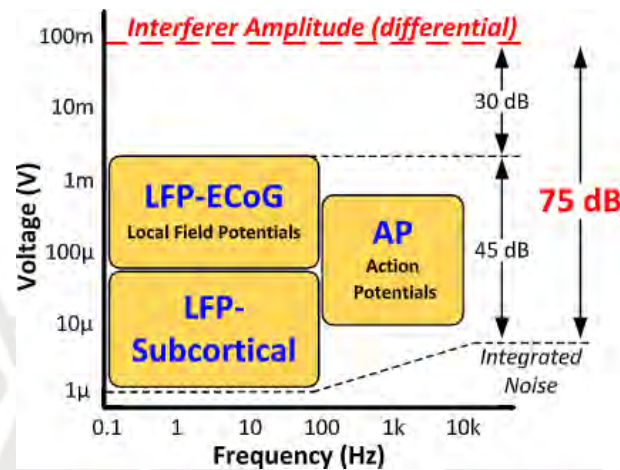 Interferer Amplitude (differential)
100m
10m
1m
100µ
10µ
1µ
Voltage (V)
LFP-ECoG
Local Field Potentials
LFP-
Subcortical
AP
Action
Potentials
30 dB
45 dB
75 dB
Integrated
Noise
0.1 1 10 100 1k 10k
Frequency (Hz)